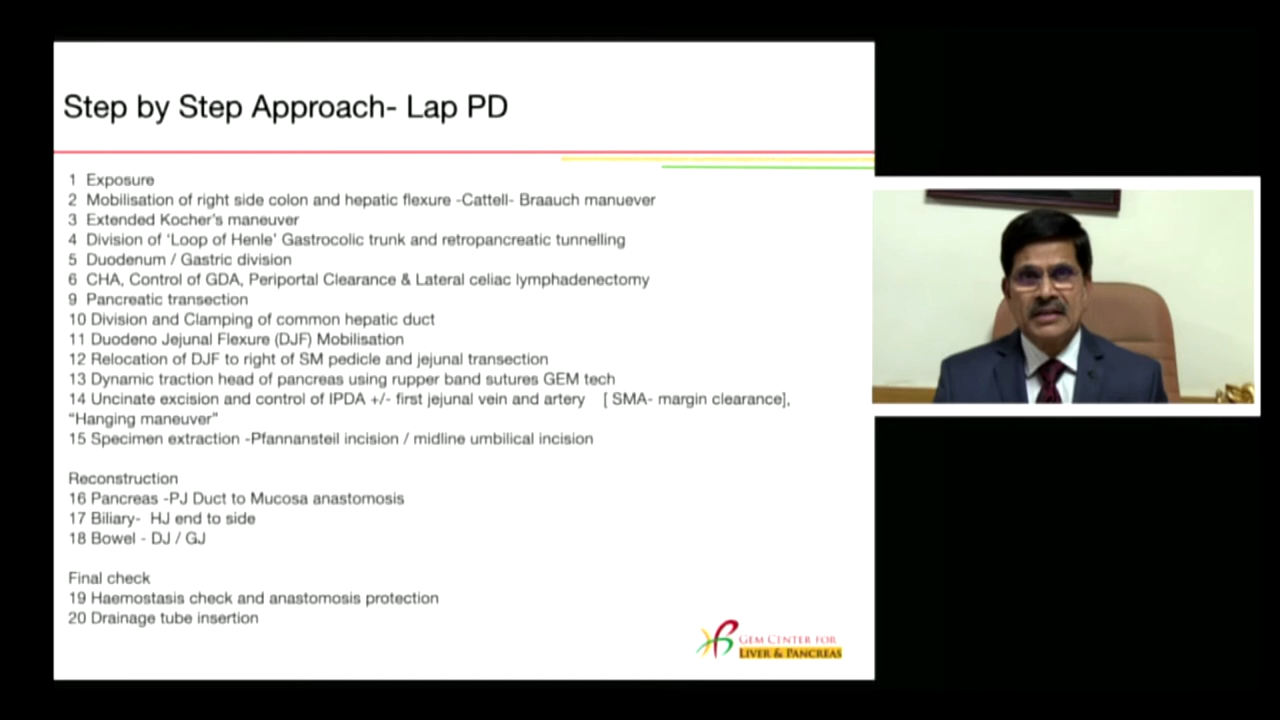 Step by Step Approach- Lap PD
1 Exposure
2 Mobilisation of right side colon and hepatic flexure -Cattell- Braauch manuever
3 Extended Kocher's maneuver
4 Division of 'Loop of Henle' Gastrocolic trunk and retropancreatic tunnelling
5 Duodenum / Gastric division
6 CHA, Control of GDA, Periportal Clearance & Lateral celiac lymphadenectomy
9 Pancreatic transection
10 Division and Clamping of common hepatic duct
11 Duodeno Jejunal Flexure (DJF) Mobilisation
12 Relocation of DJF to right of SM pedicle and jejunal transection
13 Dynamic traction head of pancreas using rupper band sutures GEM tech
14 Uncinate excision and control of IPDA +/- first jejunal vein and artery [ SMA- margin clearance],
“Hanging maneuver”
15 Specimen extraction -Pfannansteil incision / midline umbilical incision
Reconstruction
16 Pancreas -PJ Duct to Mucosa anastomosis
17 Biliary- HJ end to side
18 Bowel - DJ / GJ
Final check
19 Haemostasis check and anastomosis protection
20 Drainage tube insertion
GEM CENTER FOR
LIVER & PANCREAS